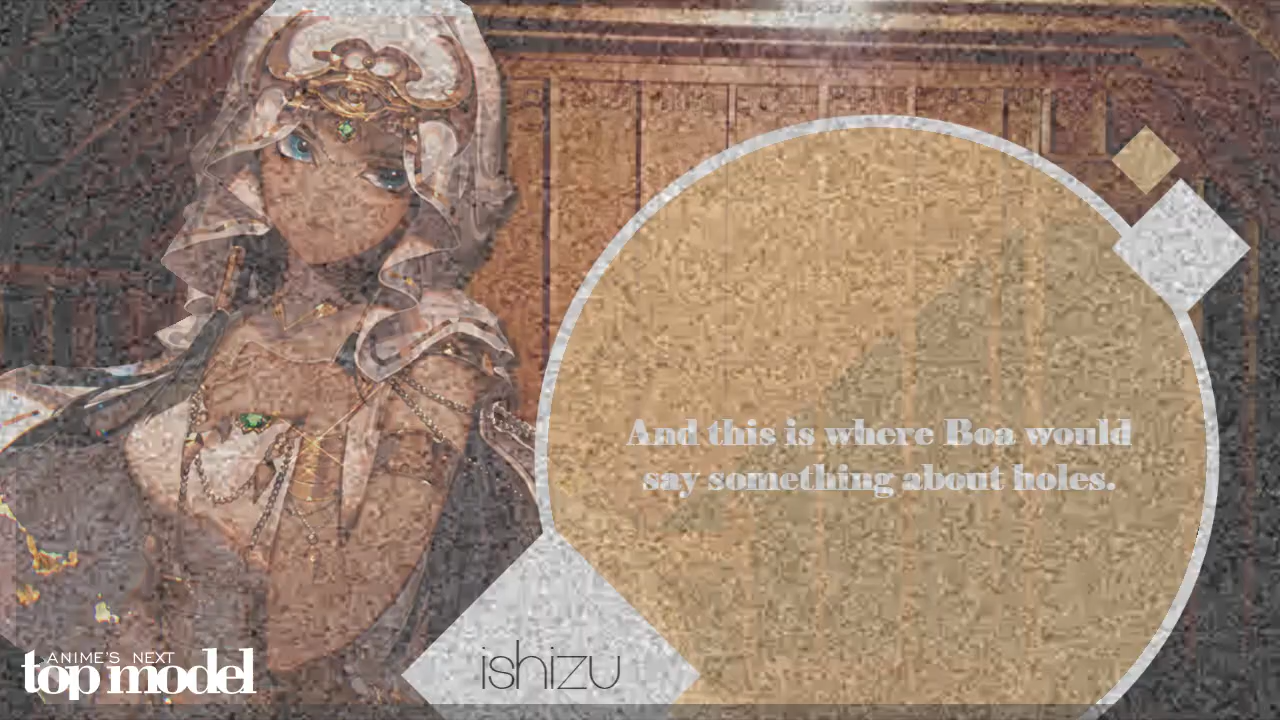 And this is where Boa would
say something about holes.
ishizu
ANIME'S NEXT
top model